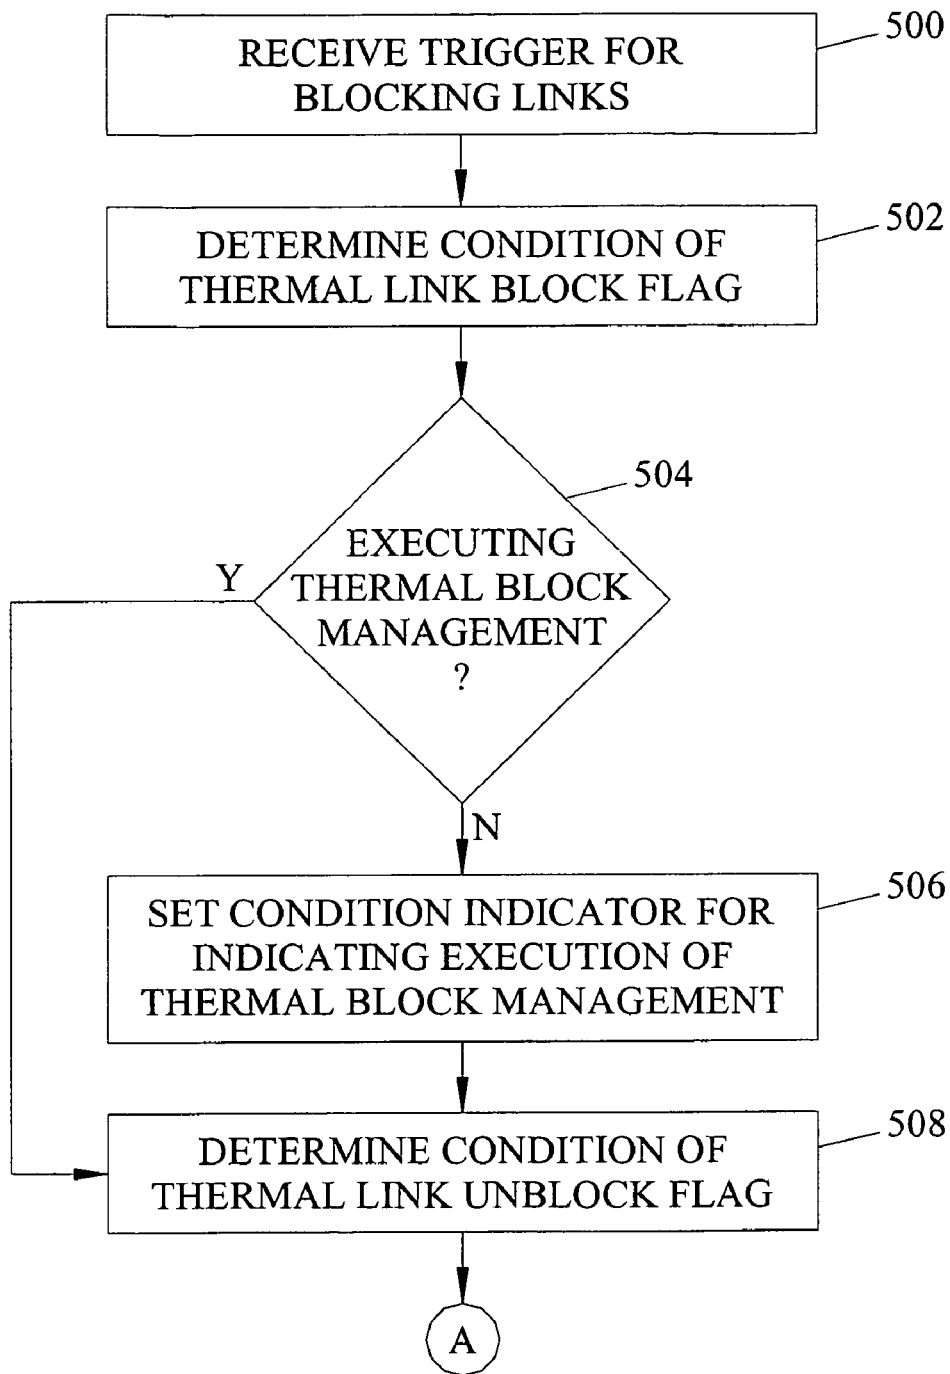 RECEIVE TRIGGER FOR
BLOCKING LINKS
500
DETERMINE CONDITION OF
THERMAL LINK BLOCK FLAG
502
504
EXECUTING
THERMAL BLOCK
MANAGEMENT
?
Y
N
SET CONDITION INDICATOR FOR
INDICATING EXECUTION OF
THERMAL BLOCK MANAGEMENT
506
DETERMINE CONDITION OF
THERMAL LINK UNBLOCK FLAG
508
A